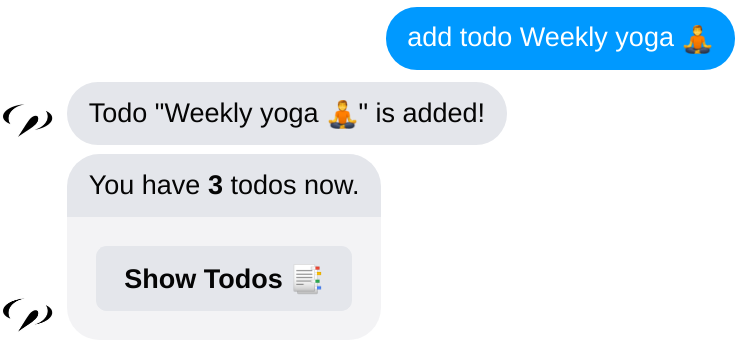 add todo Weekly yoga 🧘
Todo "Weekly yoga 🧘" is added!
You have 3 todos now.
Show Todos 📑